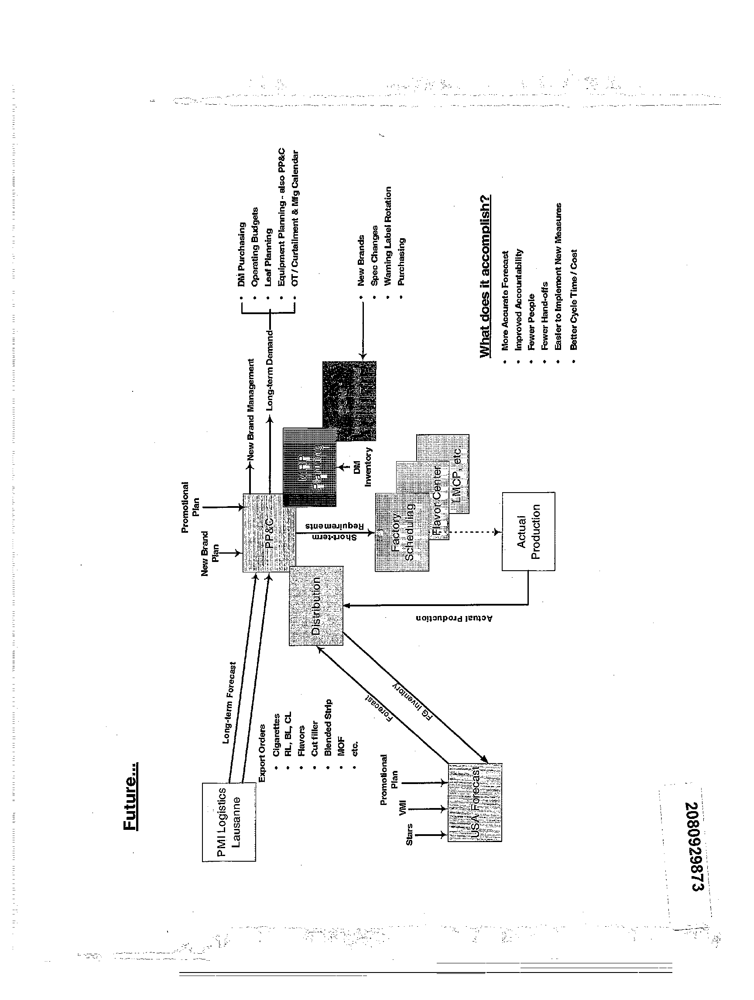 Future...
PMI Logistics
Lausanne
Long-term Forecast
Export Orders
• Cigarettes
• RL, BL, CL
• Flavors
• Cut filler
• Blended Strip
• MOF
• etc.
New Brand
Plan
Promotional
Plan
PP&C
New Brand Management
Long-term Demand
• DM Purchasing
• Operating Budgets
• Leaf Planning
• Equipment Planning - also PP&C
• OT / Curtailment & Mfg Calendar
MRP
Planning
DM
Inventory
• New Brands
• Spec Changes
• Warning Label Rotation
• Purchasing
Short-term
Requirements
Distribution
Factory
Scheduling
Flavor Center
LMCP, etc.
Actual
Production
Actual Production
Forecast
FG Inventory
Stars
VMI
Promotional
Plan
USA Forecast
What does it accomplish?
• More Accurate Forecast
• Improved Accountability
• Fewer People
• Fewer Hand-offs
• Easier to Implement New Measures
• Better Cycle Time / Cost
2080929873